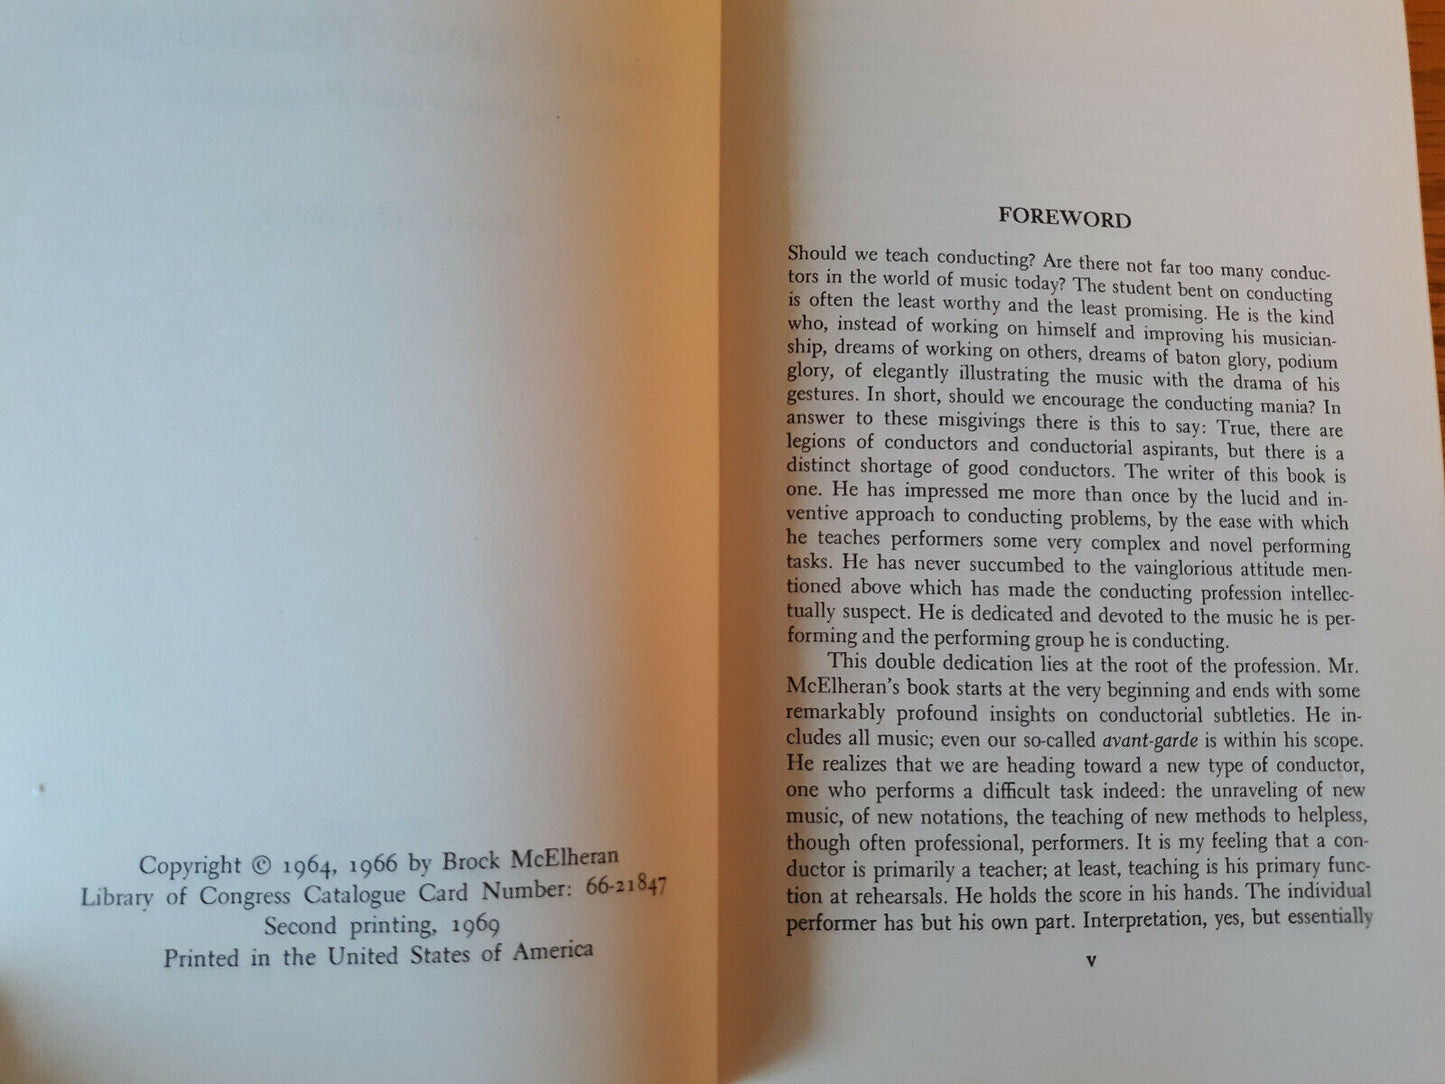 Copyright © 1964, 1966 by Brock McElheran
Library of Congress Catalogue Card Number: 66-21847
Second printing, 1969
Printed in the United States of America
FOREWORD
Should we teach conducting? Are there not far too many conduc-
tors in the world of music today? The student bent on conducting
is often the least worthy and the least promising. He is the kind
who, instead of working on himself and improving his musician-
ship, dreams of working on others, dreams of baton glory, podium
glory, of elegantly illustrating the music with the drama of his
gestures. In short, should we encourage the conducting mania? In
answer to these misgivings there is this to say: True, there are
legions of conductors and conductorial aspirants, but there is a
distinct shortage of good conductors. The writer of this book is
one. He has impressed me more than once by the lucid and in-
ventive approach to conducting problems, by the ease with which
he teaches performers some very complex and novel performing
tasks. He has never succumbed to the vainglorious attitude men-
tioned above which has made the conducting profession intellec-
tually suspect. He is dedicated and devoted to the music he is per-
forming and the performing group he is conducting.
This double dedication lies at the root of the profession. Mr.
McElheran's book starts at the very beginning and ends with some
remarkably profound insights on conductorial subtleties. He in-
cludes all music; even our so-called avant-garde is within his scope.
He realizes that we are heading toward a new type of conductor,
one who performs a difficult task indeed: the unraveling of new
music, of new notations, the teaching of new methods to helpless,
though often professional, performers. It is my feeling that a con-
ductor is primarily a teacher; at least, teaching is his primary func-
tion at rehearsals. He holds the score in his hands. The individual
performer has but his own part. Interpretation, yes, but essentially
v